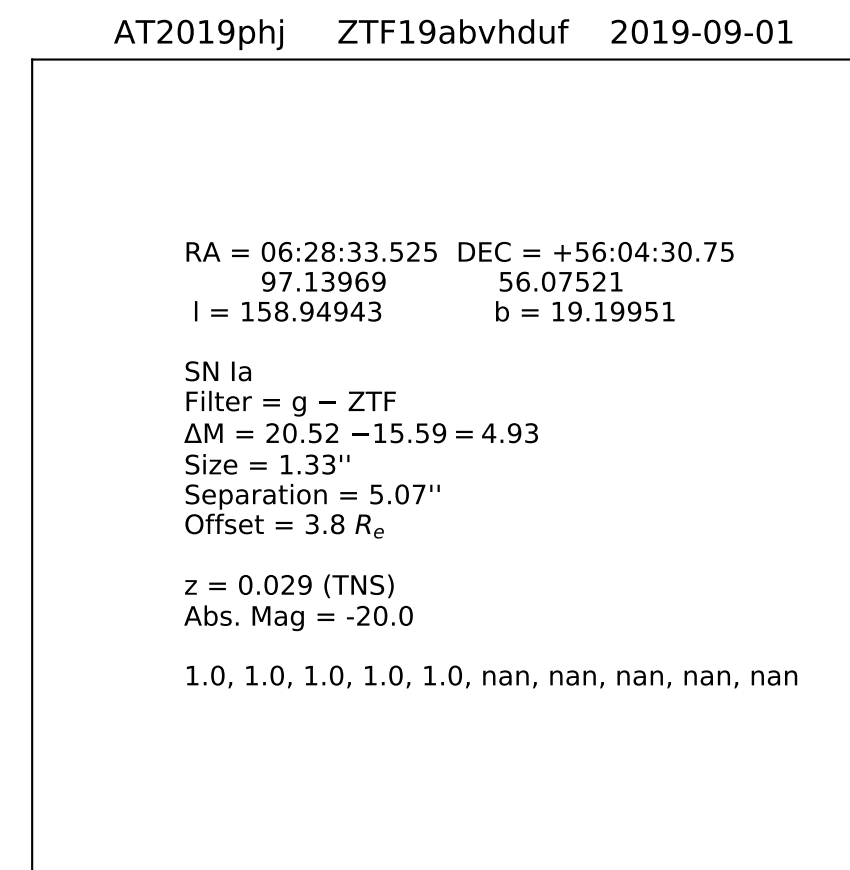 AT2019phj ZTF19abvhduf 2019-09-01
RA = 06:28:33.525 DEC = +56:04:30.75
97.13969 56.07521
l = 158.94943 b = 19.19951
SN Ia
Filter = g − ZTF
ΔM = 20.52 −15.59 = 4.93
Size = 1.33''
Separation = 5.07''
Offset = 3.8 Re
z = 0.029 (TNS)
Abs. Mag = -20.0
1.0, 1.0, 1.0, 1.0, 1.0, nan, nan, nan, nan, nan